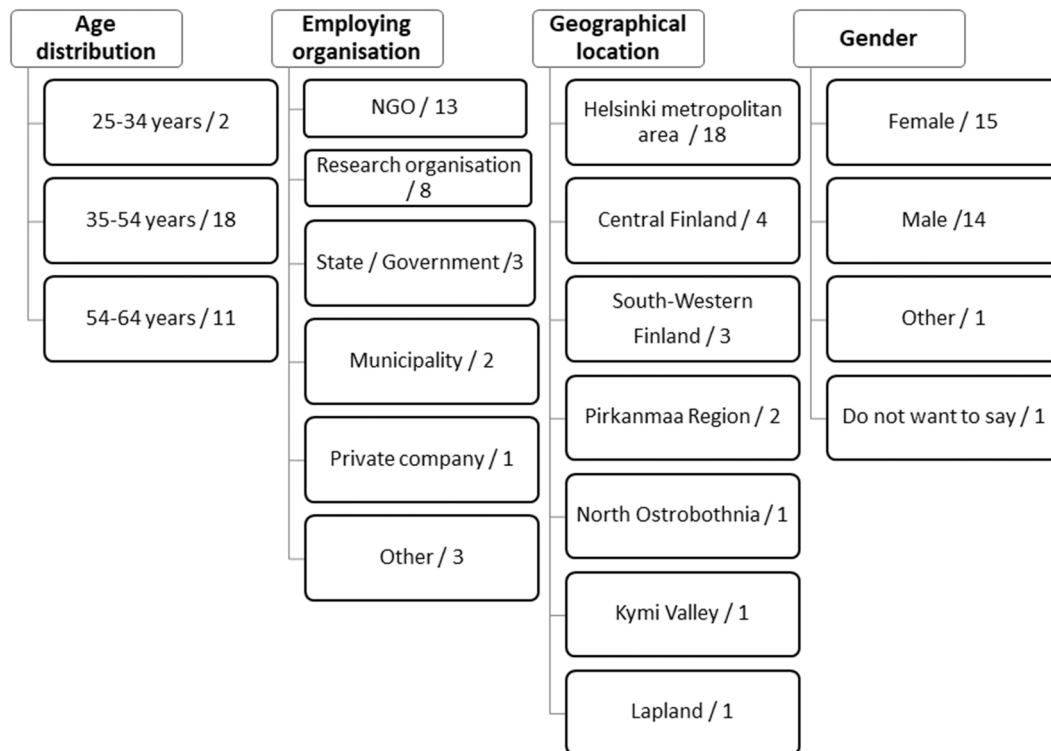 Age
distribution
25-34 years / 2
35-54 years / 18
54-64 years / 11
Employing
organisation
NGO / 13
Research organisation
/ 8
State / Government /3
Municipality / 2
Private company / 1
Other / 3
Geographical
location
Helsinki metropolitan
area / 18
Central Finland / 4
South-Western
Finland / 3
Pirkanmaa Region / 2
North Ostrobothnia / 1
Kymi Valley / 1
Lapland / 1
Gender
Female / 15
Male /14
Other / 1
Do not want to say / 1